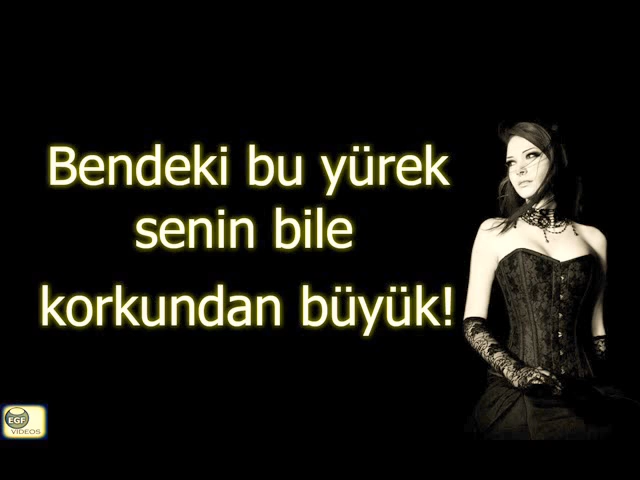 Bendeki bu yürek
senin bile
korkundan büyük!
EGF
VIDEOS